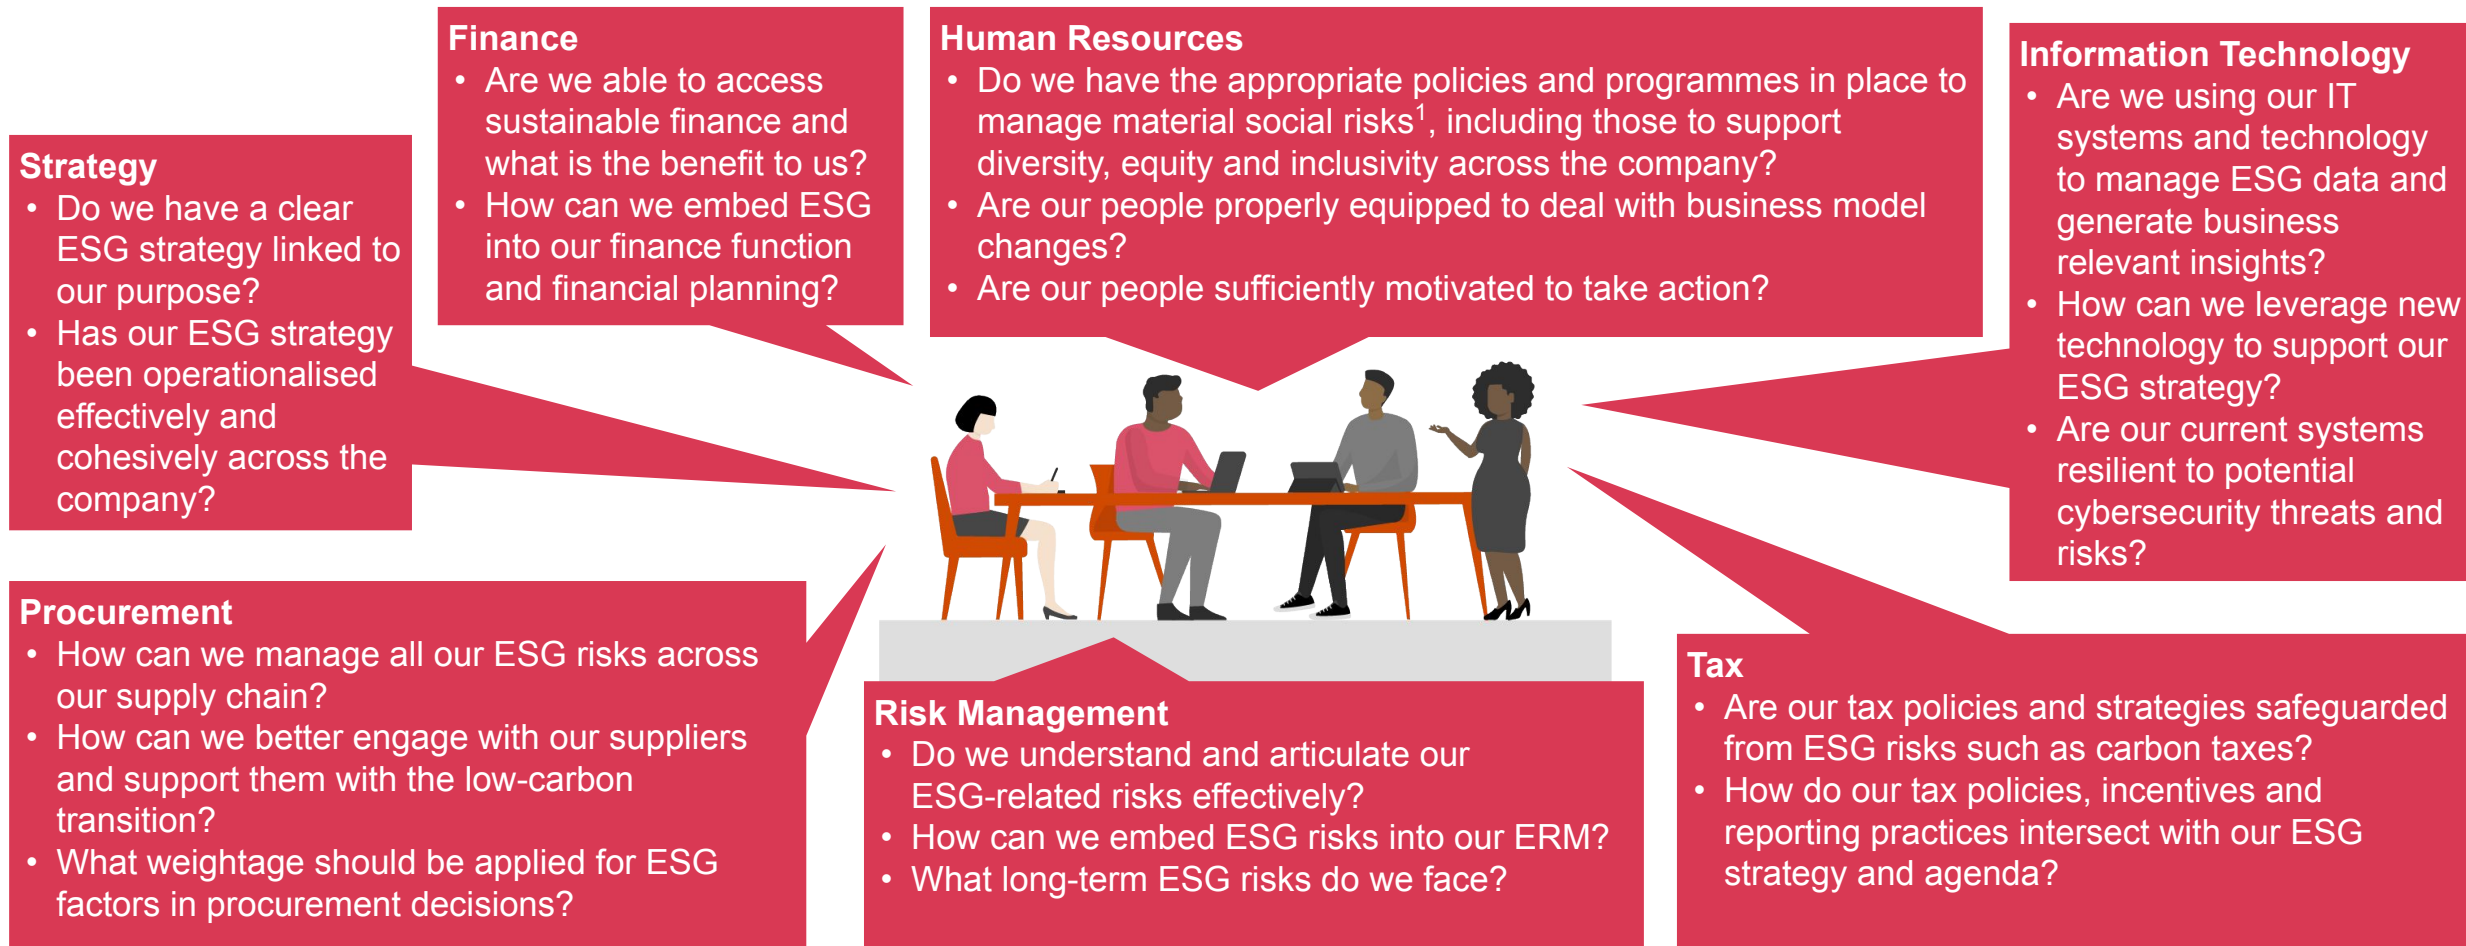 Strategy
• Do we have a clear
ESG strategy linked to
our purpose?
• Has our ESG strategy
been operationalised
effectively and
cohesively across the
company?
Finance
• Are we able to access
sustainable finance and
what is the benefit to us?
• How can we embed ESG
into our finance function
and financial planning?
Human Resources
• Do we have the appropriate policies and programmes in place to
manage material social risks¹, including those to support
diversity, equity and inclusivity across the company?
• Are our people properly equipped to deal with business model
changes?
• Are our people sufficiently motivated to take action?
Information Technology
• Are we using our IT
systems and technology
to manage ESG data and
generate business
relevant insights?
• How can we leverage new
technology to support our
ESG strategy?
• Are our current systems
resilient to potential
cybersecurity threats and
risks?
Procurement
• How can we manage all our ESG risks across
our supply chain?
• How can we better engage with our suppliers
and support them with the low-carbon
transition?
• What weightage should be applied for ESG
factors in procurement decisions?
Risk Management
• Do we understand and articulate our
ESG-related risks effectively?
• How can we embed ESG risks into our ERM?
• What long-term ESG risks do we face?
Tax
• Are our tax policies and strategies safeguarded
from ESG risks such as carbon taxes?
• How do our tax policies, incentives and
reporting practices intersect with our ESG
strategy and agenda?